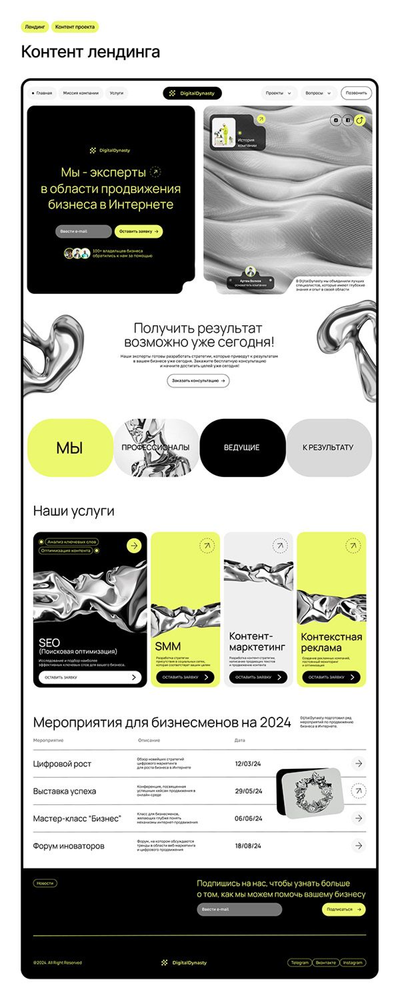 Лендинг
Контент проекта
Контент лендинга
Главная
Миссия компании
Услуги
DigitalDynasty
Проекты
Вопросы
Позвонить
DigitalDynasty
Мы - эксперты
в области продвижения
бизнеса в Интернете
Ввести e-mail
Оставить заявку →
100+ владельцев бизнеса
обратились к нам за помощью
История
компании
Артем Волков
основатель компании
В DijitalDynasty мы объединили лучших
специалистов, которые имеют глубокие
знания и опыт в своей области
Получить результат
возможно уже сегодня!
Наши эксперты готовы разработать стратегии, которые приведут к результатам
в вашем бизнесе уже сегодня. Закажите бесплатную консультацию
и начните достигать целей уже сегодня!
Заказать консультацию →
МЫ
ПРОФЕССИОНАЛЫ
ВЕДУЩИЕ
К РЕЗУЛЬТАТУ
Наши услуги
Анализ ключевых слов
Оптимизация контента
SEO
(Поисковая оптимизация)
Исследование и подбор наиболее
эффективных ключевых слов для вашего бизнеса.
ОСТАВИТЬ ЗАЯВКУ
SMM
Разработка стратегии
присутствия в социальных сетях,
которая соответствует вашим целям
ОСТАВИТЬ ЗАЯВКУ
Контент-
марктетинг
Разработка контент-стратегии,
написание продающих текстов
и продвижение контента
ОСТАВИТЬ ЗАЯВКУ
Контекстная
реклама
Создание рекламных компаний,
постоянный мониторинг
и оптимизация
ОСТАВИТЬ ЗАЯВКУ
Мероприятия для бизнесменов на 2024
DijitalDynasty подготовил ряд
мероприятий по продвижению
бизнеса в Интернете.
Мероприятие
Описание
Дата
Цифровой рост
Обзор новейших стратегий
цифрового маркетинга
для роста бизнеса в Интернете
12/03/24
Выставка успеха
Конференция, посвященная
успешным кейсам продвижения в
онлайн-среде
29/05/24
Мастер-класс “Бизнес”
Класс для бизнесменов,
желающих глубже понять
механизмы интернет-продвижения
06/06/24
Форум иноваторов
Форум, на котором обсуждаются
тренды в области веб-маркетинга
и цифрового продвижения
18/08/24
Новости
Подпишись на нас, чтобы узнать больше
о том, как мы можем помочь вашему бизнесу
Ввести e-mail
Подписаться →
©2024. All Right Reserved
DigitalDynasty
Telegram
Вконтакте
Instagram